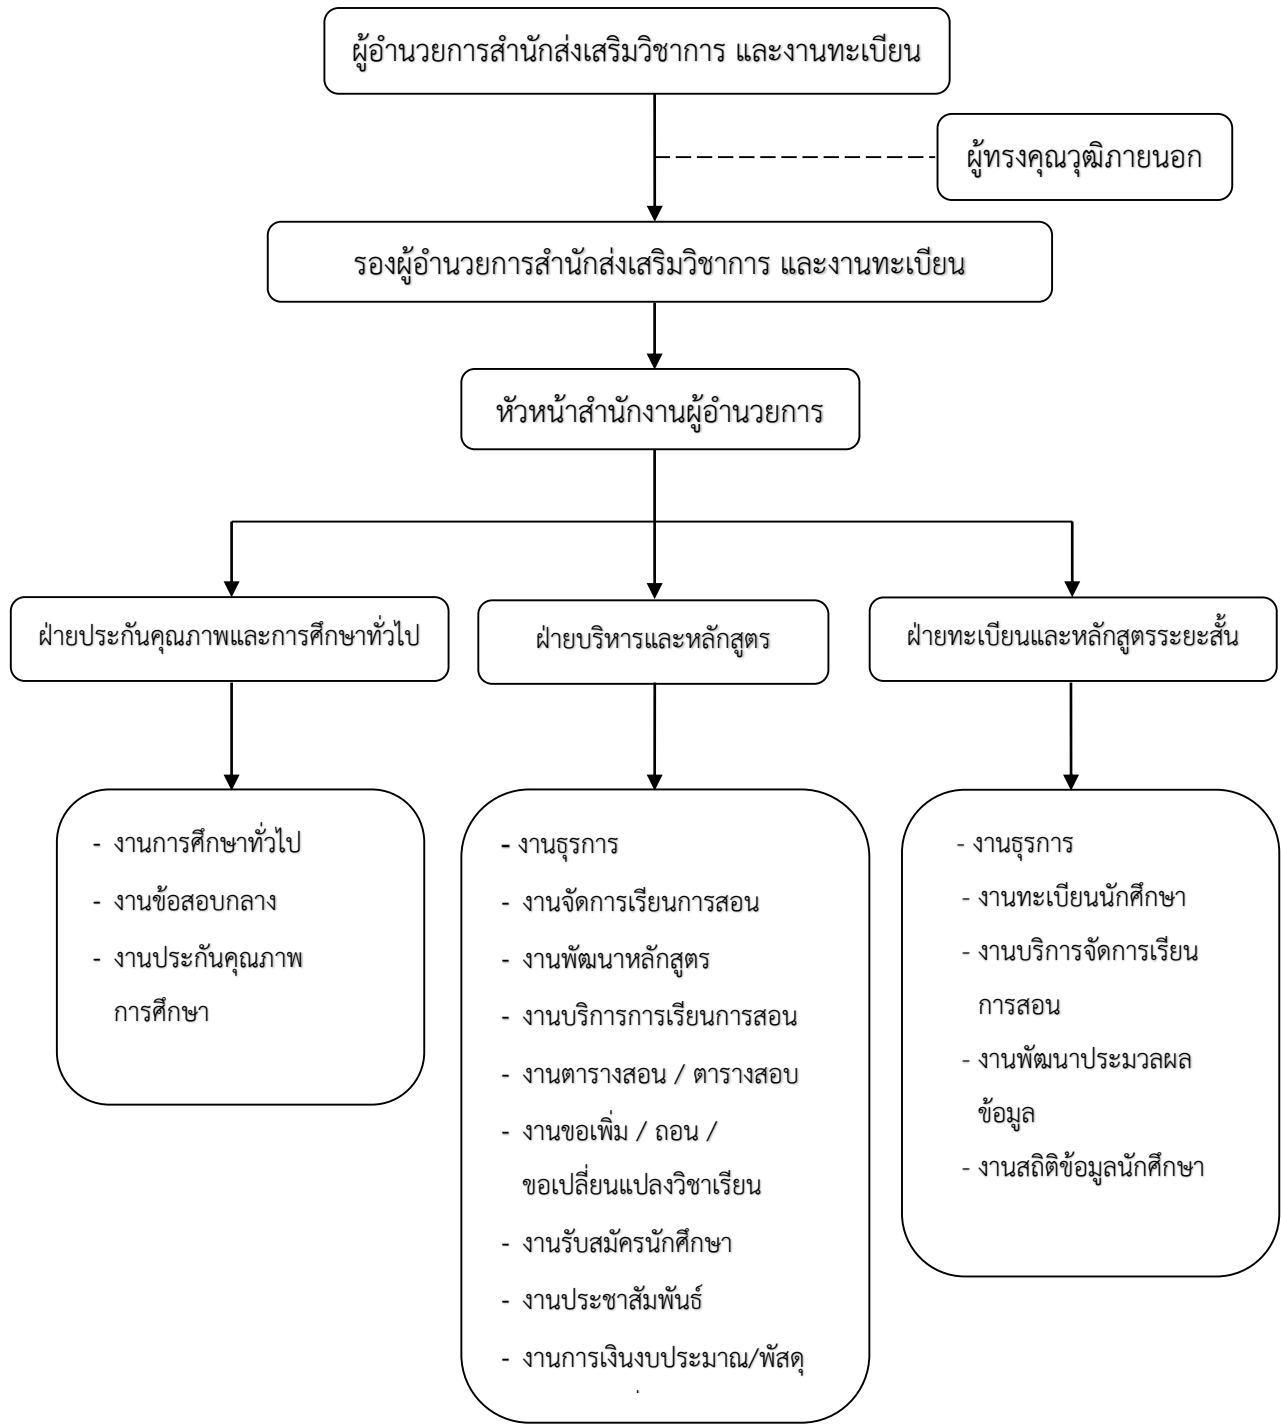 ผู้อำนวยการสำนักส่งเสริมวิชาการ และงานทะเบียน
ผู้ทรงคุณวุฒิภายนอก
รองผู้อำนวยการสำนักส่งเสริมวิชาการ และงานทะเบียน
หัวหน้าสำนักงานผู้อำนวยการ
ฝ่ายประกันคุณภาพและการศึกษาทั่วไป
ฝ่ายบริหารและหลักสูตร
ฝ่ายทะเบียนและหลักสูตรระยะสั้น
- งานการศึกษาทั่วไป
- งานข้อสอบกลาง
- งานประกันคุณภาพ
การศึกษา
- งานธุรการ
- งานจัดการเรียนการสอน
- งานพัฒนาหลักสูตร
- งานบริการการเรียนการสอน
- งานตารางสอน / ตารางสอบ
- งานขอเพิ่ม / ถอน /
ขอเปลี่ยนแปลงวิชาเรียน
- งานรับสมัครนักศึกษา
- งานประชาสัมพันธ์
- งานการเงินงบประมาณ/พัสดุ
- งานธุรการ
- งานทะเบียนนักศึกษา
- งานบริการจัดการเรียน
การสอน
- งานพัฒนาประมวลผล
ข้อมูล
- งานสถิติข้อมูลนักศึกษา